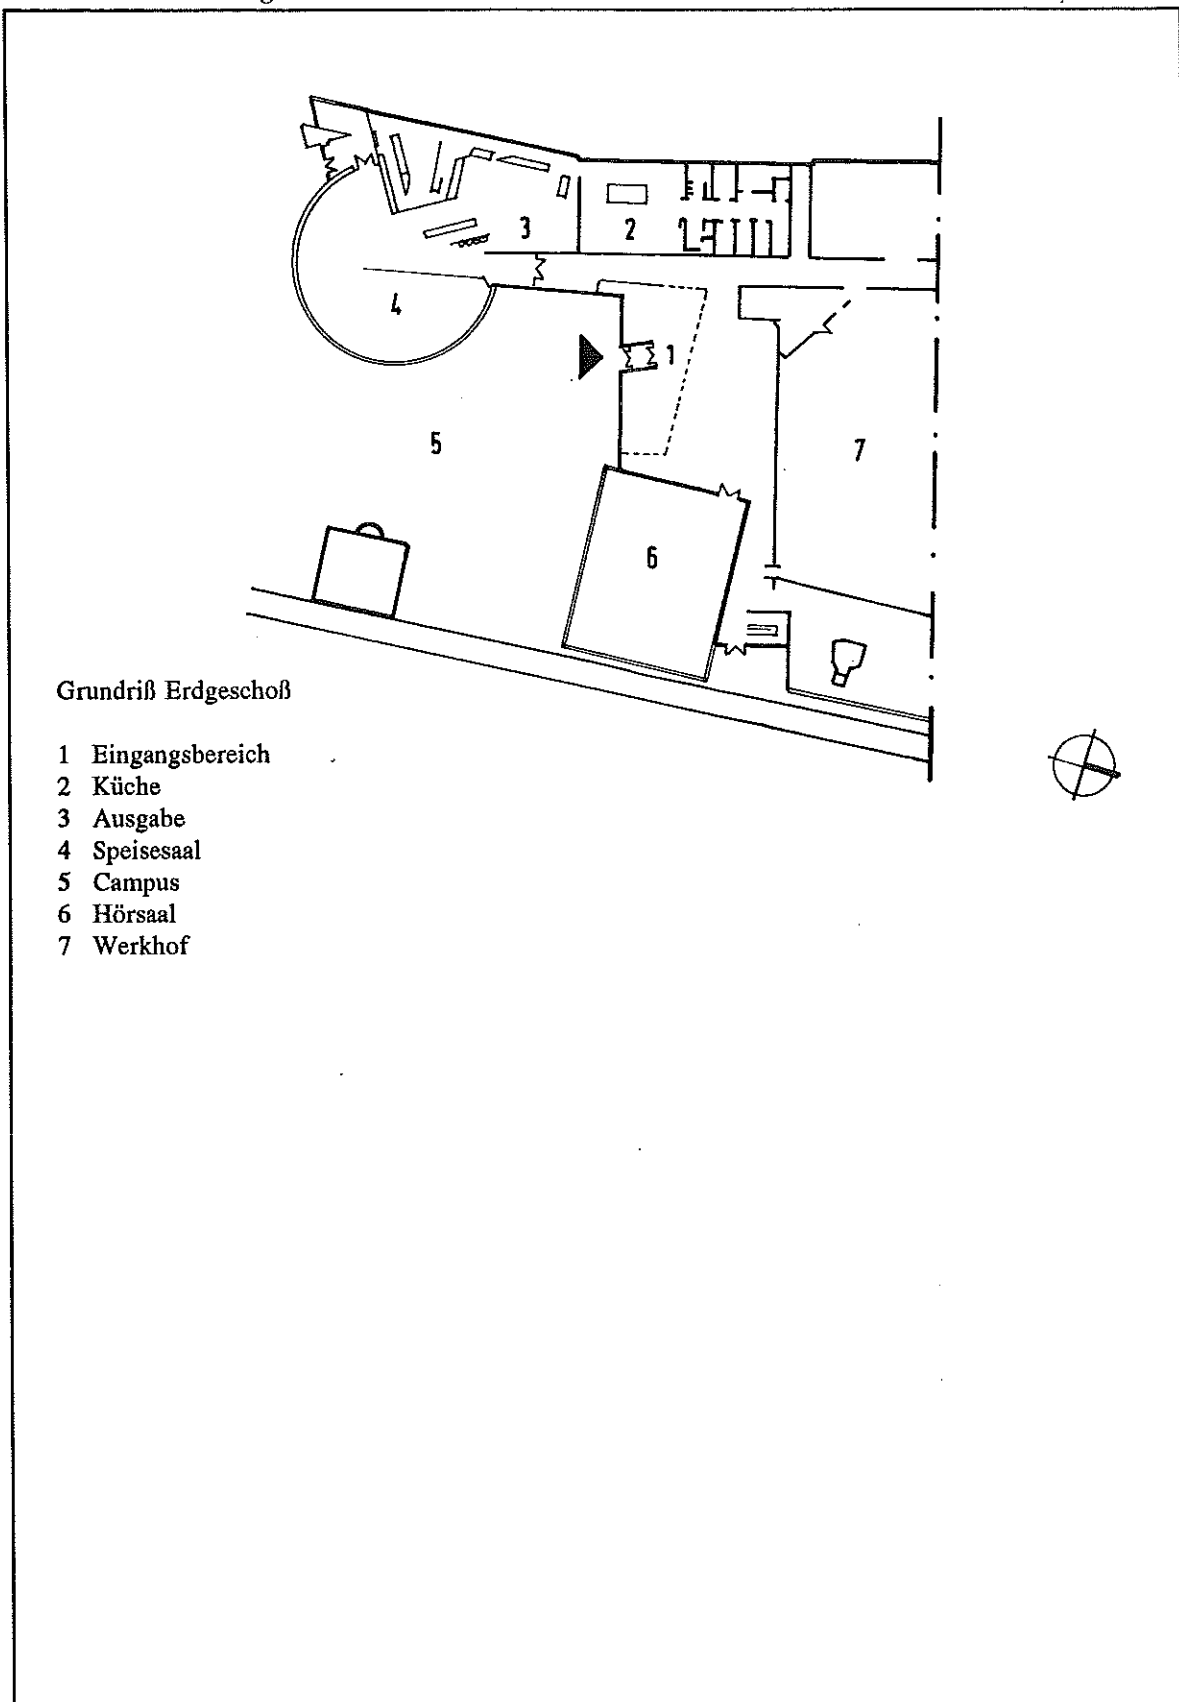 3
2
4
1
5
7
6
Grundriß Erdgeschoß
1 Eingangsbereich
2 Küche
3 Ausgabe
4 Speisesaal
5 Campus
6 Hörsaal
7 Werkhof